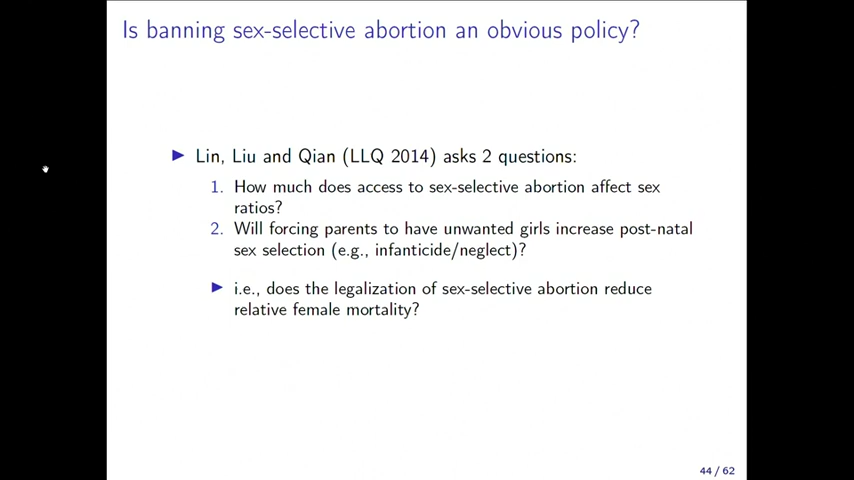 Is banning sex-selective abortion an obvious policy?
▶ Lin, Liu and Qian (LLQ 2014) asks 2 questions:
1. How much does access to sex-selective abortion affect sex
ratios?
2. Will forcing parents to have unwanted girls increase post-natal
sex selection (e.g., infanticide/neglect)?
▶ i.e., does the legalization of sex-selective abortion reduce
relative female mortality?
44 / 62